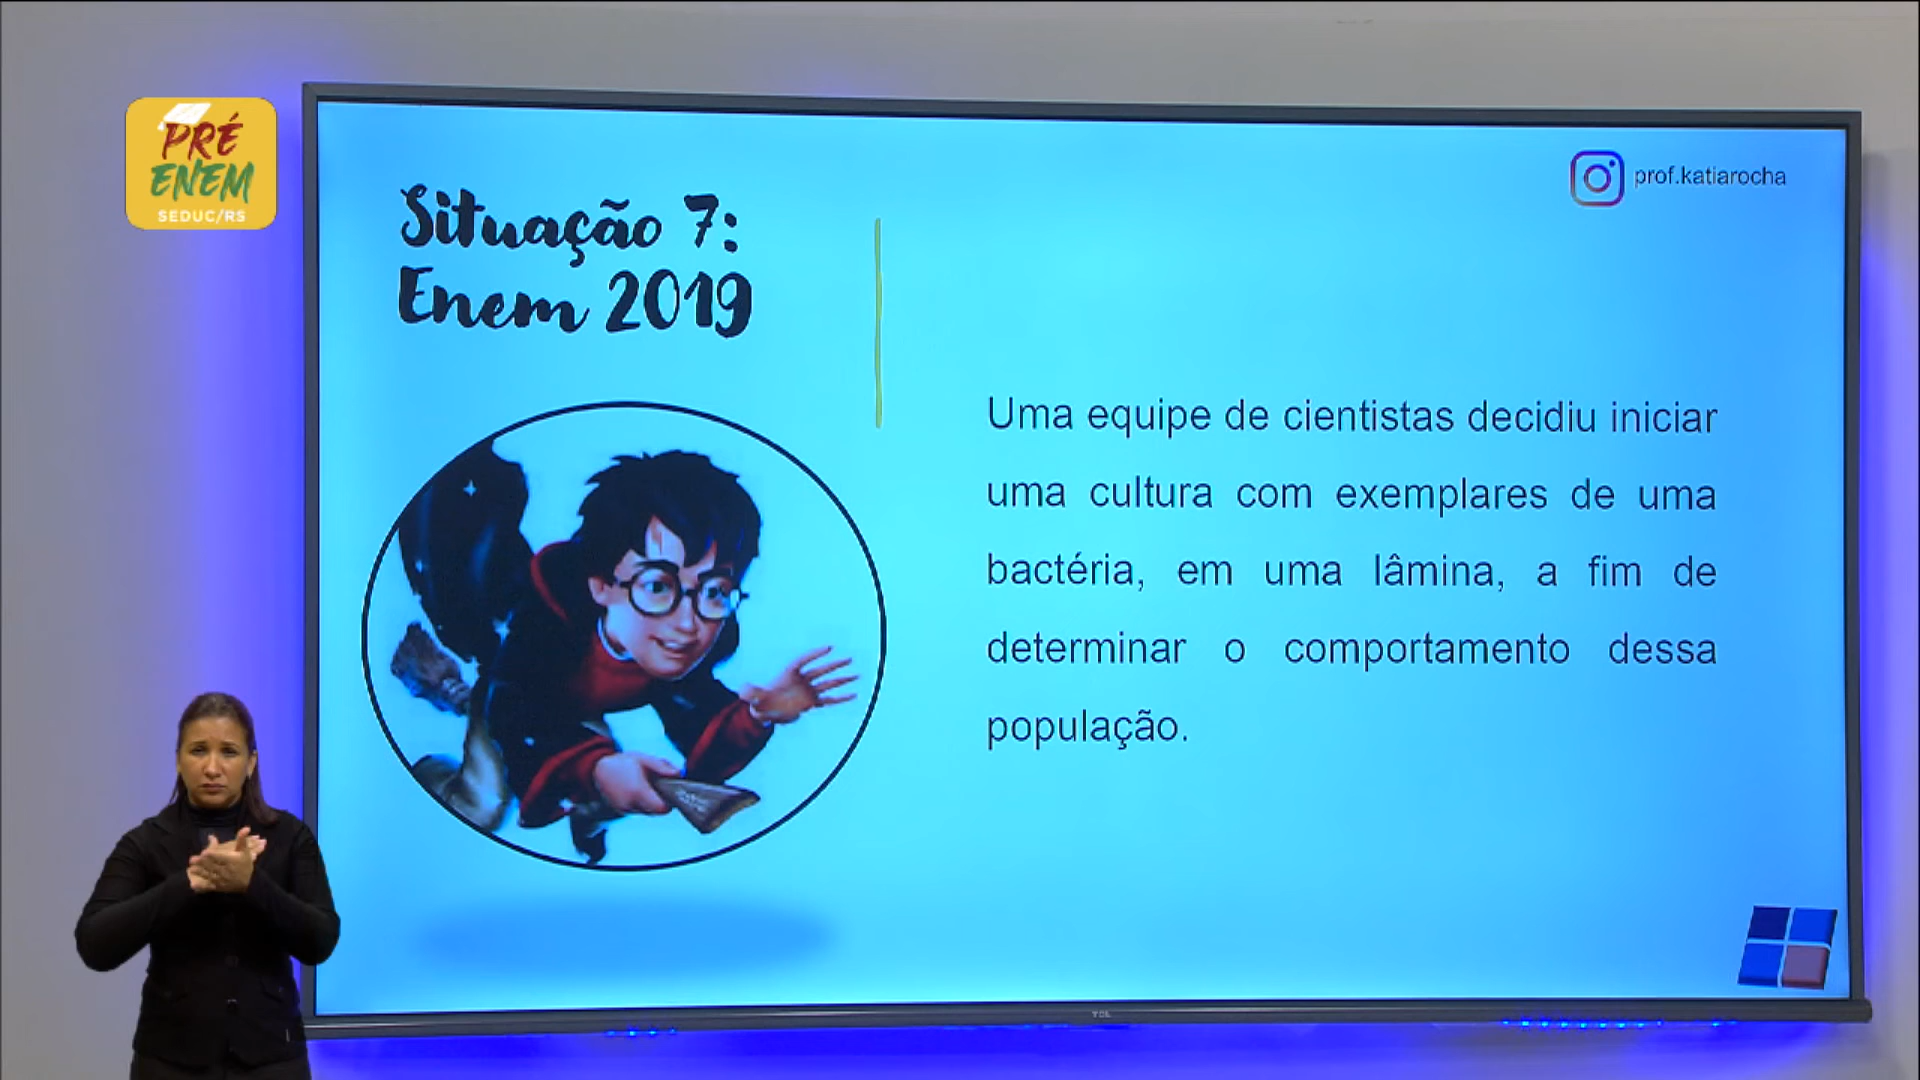 PRÉ
ENEM
SEDUC/RS
Situação 7:
Enem 2019
prof.katiarocha
Uma equipe de cientistas decidiu iniciar
uma cultura com exemplares de uma
bactéria, em uma lâmina, a fim de
determinar o comportamento dessa
população.
TCL